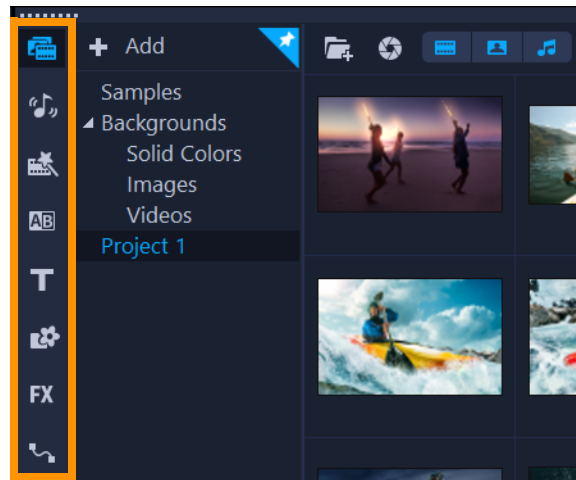 Add
Samples
Backgrounds
Solid Colors
Images
Videos
Project 1
AB
T
FX